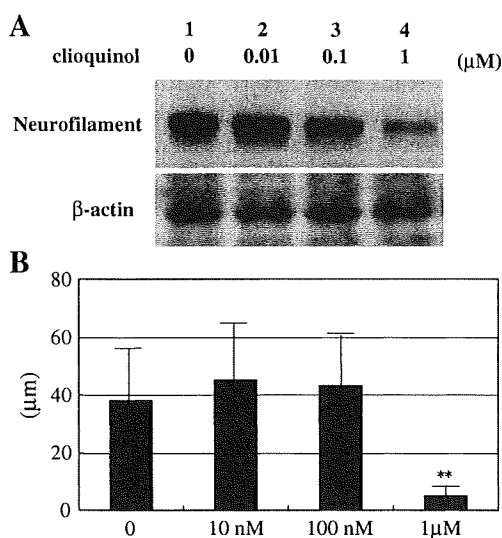 A
1 2 3 4
clioquinol 0 0.01 0.1 1 (μM)
Neurofilament
β-actin
B
80
60
40
20
0
(μm)
**
0 10 nM 100 nM 1μM